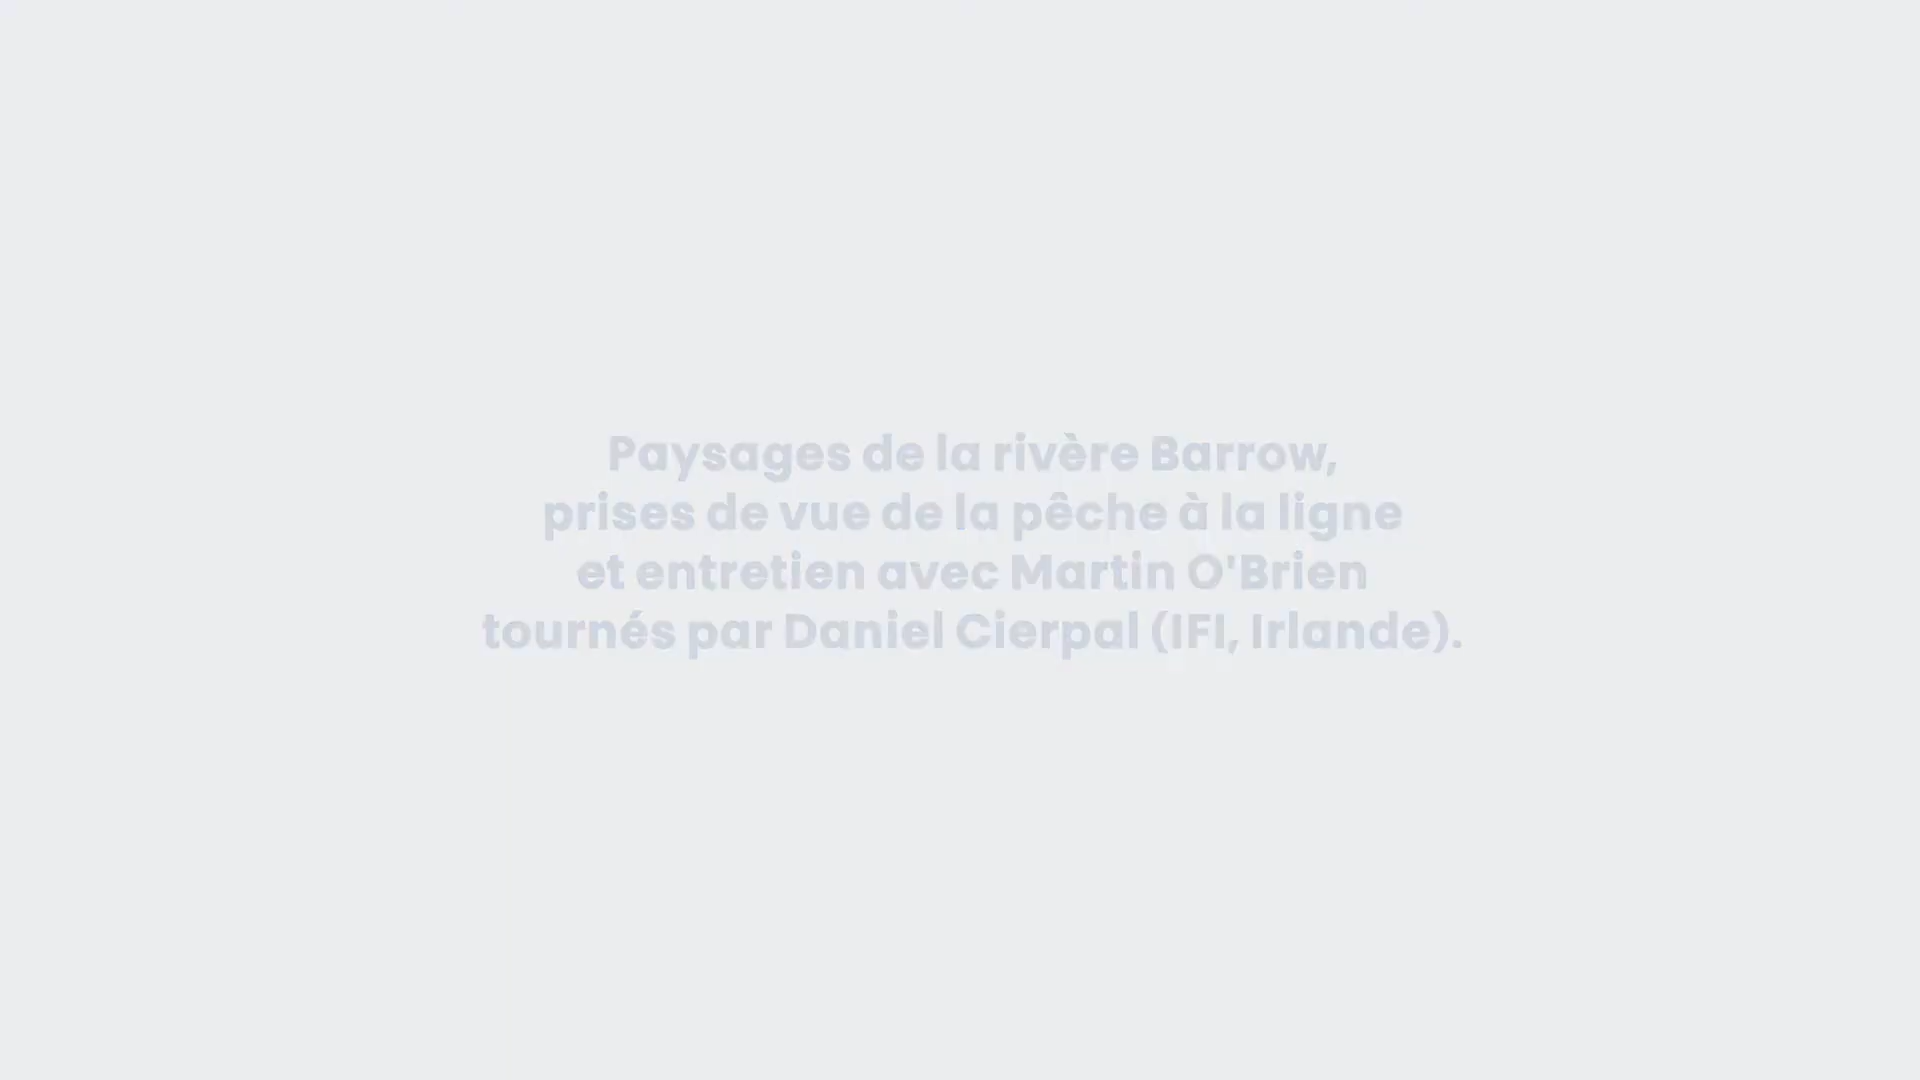 Paysages de la rivère Barrow,
prises de vue de la pêche à la ligne
et entretien avec Martin O'Brien
tournés par Daniel Cierpal (IFI, Irlande).